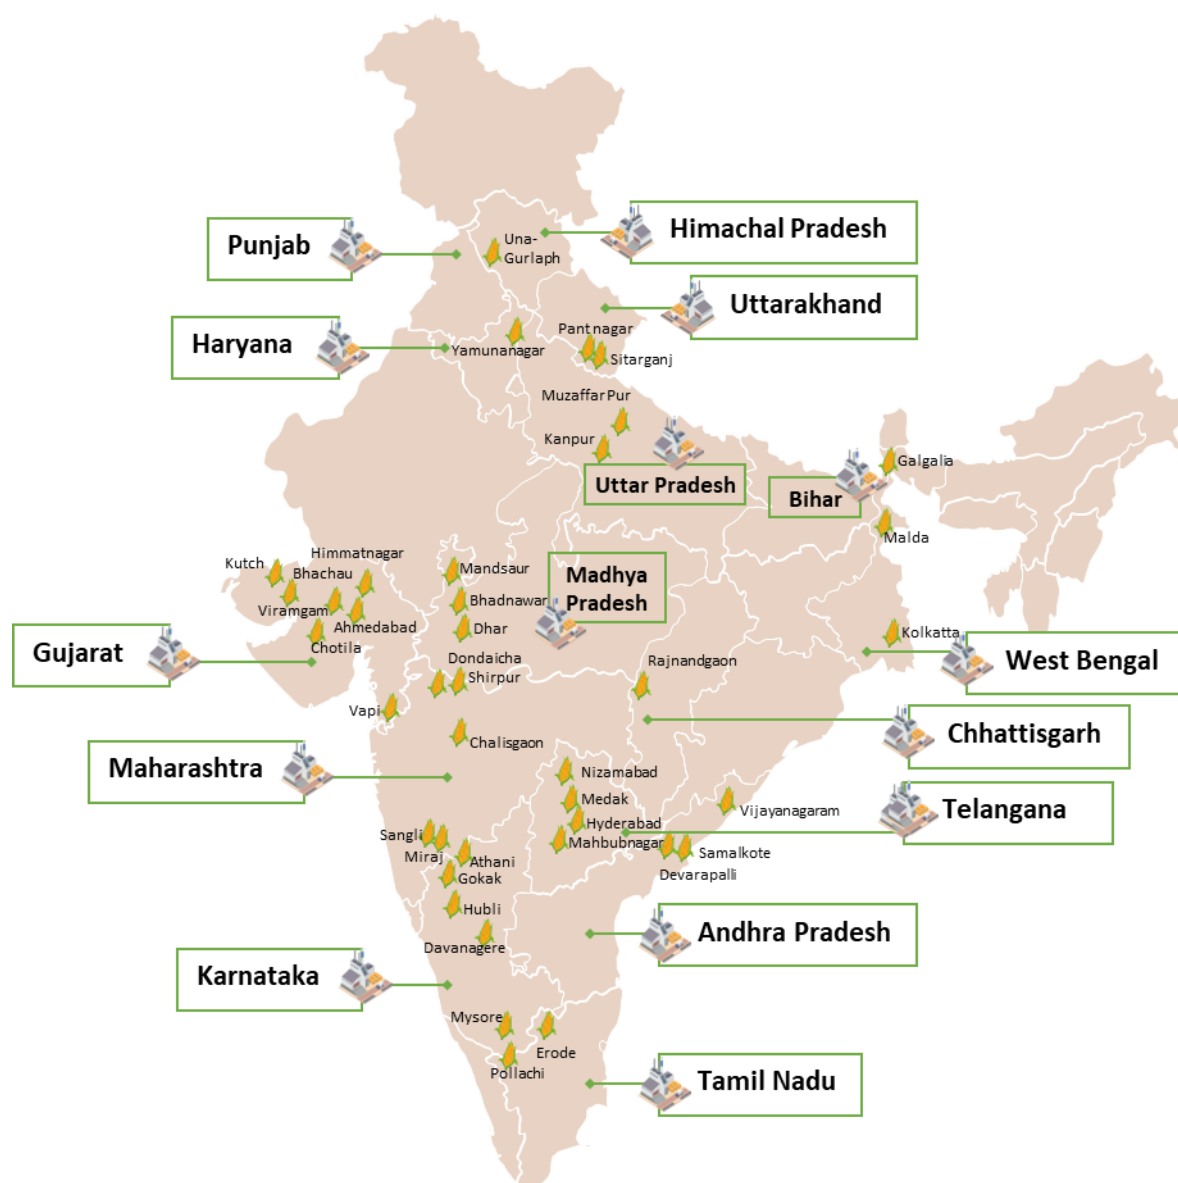 Himachal Pradesh
Punjab
Una-
Gurlaph
Uttarakhand
Haryana
Pantnagar
Yamunanagar
Sitarganj
Muzaffar Pur
Kanpur
Uttar Pradesh
Galgalia
Bihar
Malda
Himmatnagar
Kutch
Bhachau
Mandsaur
Madhya
Pradesh
Viramgam
Bhadnawar
Ahmedabad
Dhar
Chotila
Kolkatta
Gujarat
West Bengal
Dondaicha
Shirpur
Rajnandgaon
Vapi
Chalisgaon
Chhattisgarh
Maharashtra
Nizamabad
Medak
Vijayanagaram
Telangana
Hyderabad
Sangli
Mahbubnagar
Miraj
Athani
Samalkote
Devarapalli
Gokak
Hubli
Andhra Pradesh
Davanagere
Karnataka
Mysore
Erode
Pollachi
Tamil Nadu